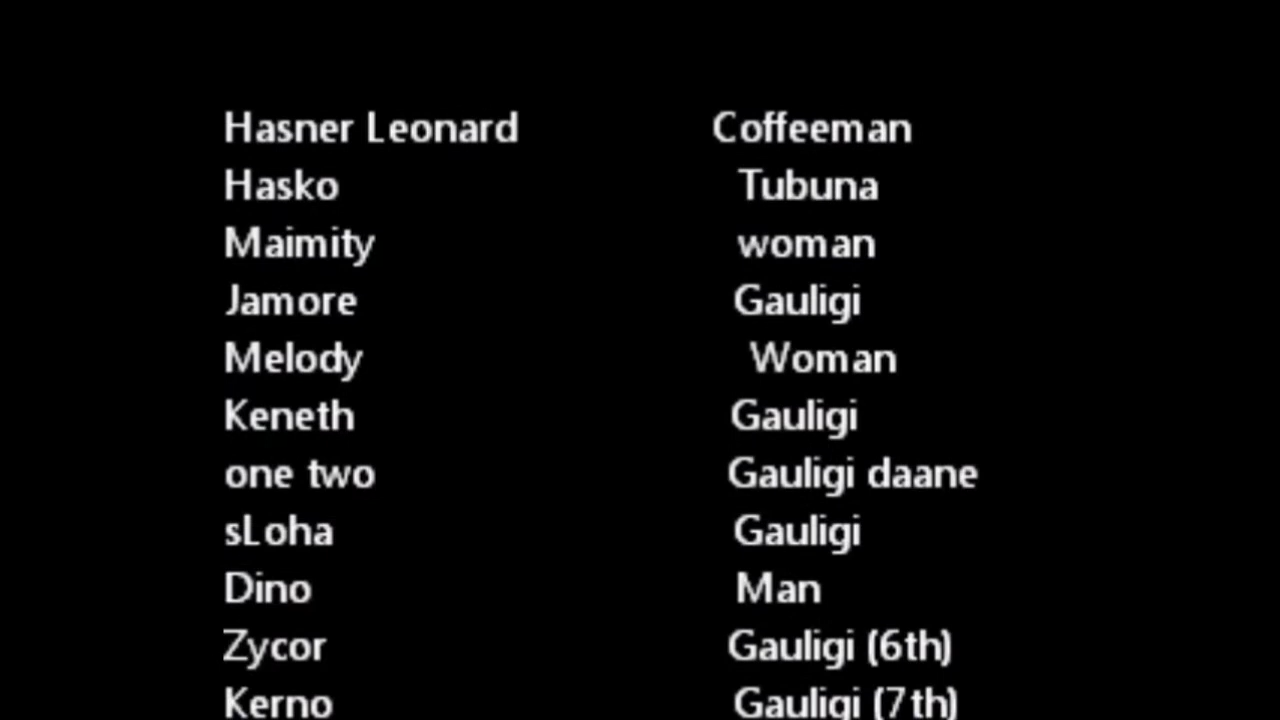 Hasner Leonard Coffeeman
Hasko Tubuna
Maimity woman
Jamore Gauligi
Melody Woman
Keneth Gauligi
one two Gauligi daane
sLoha Gauligi
Dino Man
Zycor Gauligi (6th)
Kerno Gauligi (7th)